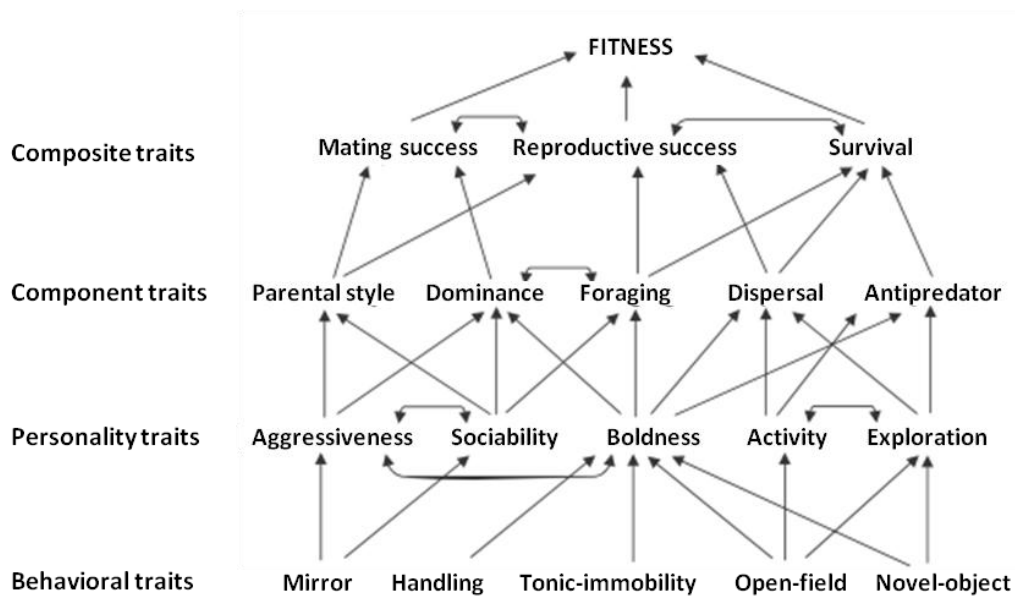 FITNESS
Composite traits Mating success Reproductive success Survival
Component traits Parental style Dominance Foraging Dispersal Antipredator
Personality traits Aggressiveness Sociability Boldness Activity Exploration
Behavioral traits Mirror Handling Tonic-immobility Open-field Novel-object